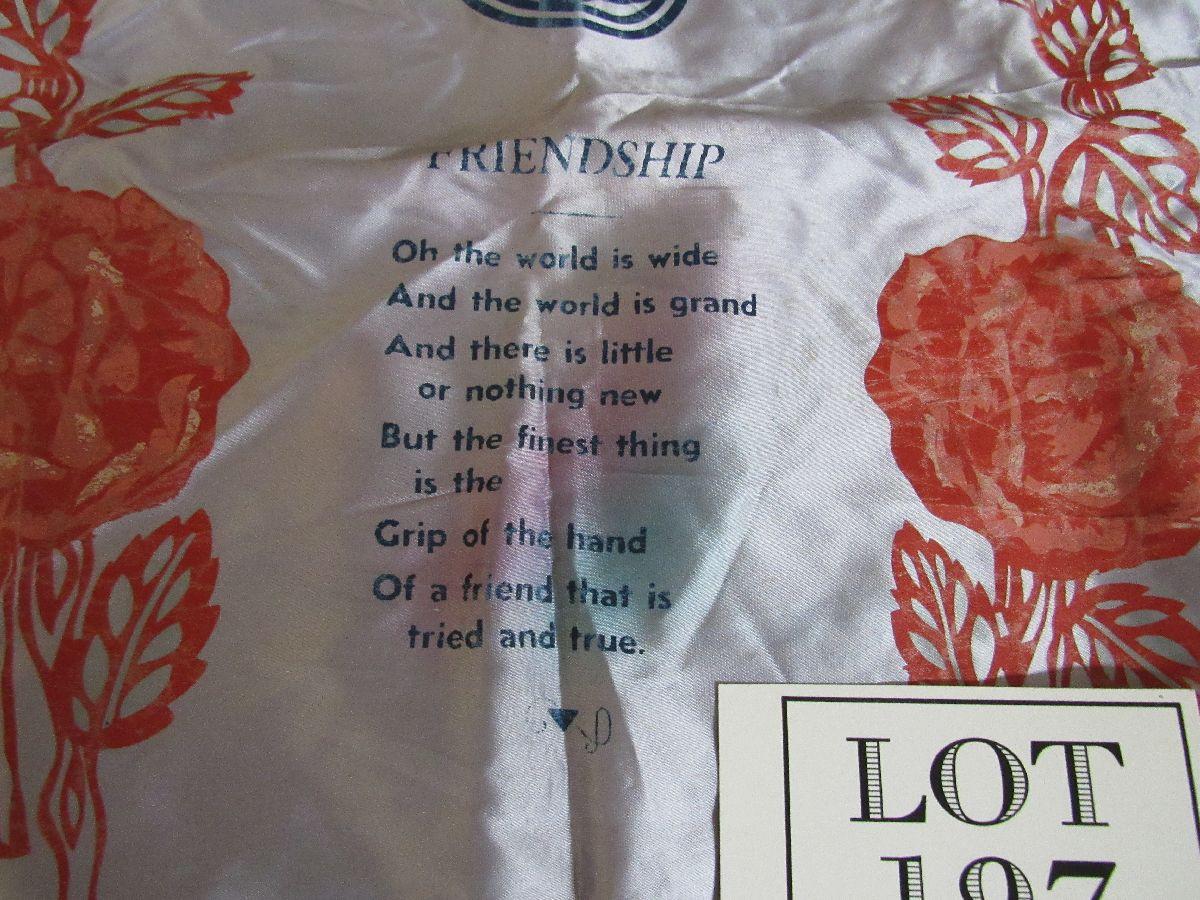 FRIENDSHIP
Oh the world is wide
And the world is grand
And there is little
or nothing new
But the finest thing
is the
Grip of the hand
Of a friend that is
tried and true.
LOT
197